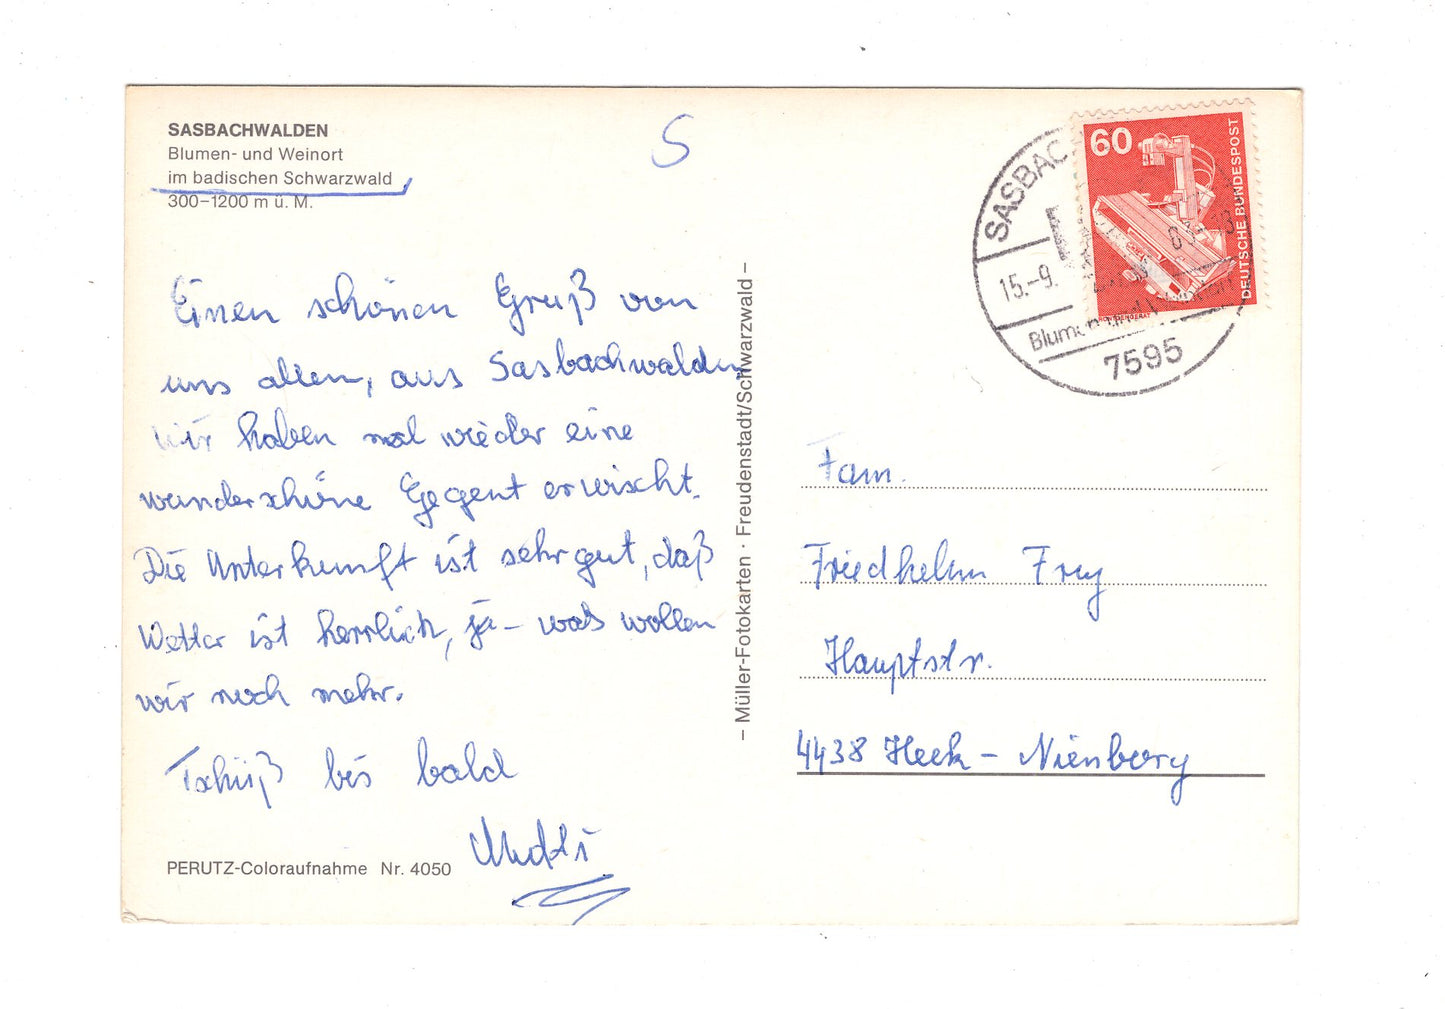 SASBACHWALDEN
Blumen- und Weinort
im badischen Schwarzwald
300–1200 m ü. M.
S
Einen schönen Gruß von
uns allen, aus Sasbachwalden
wir haben mal wieder eine
wunderschöne Gegent erwischt.
Die Unterkunft ist sehr gut, daß
Wetter ist herrlich, ja – was wollen
wir noch mehr.
Tschüß bis bald
PERUTZ-Coloraufnahme Nr. 4050
– Müller-Fotokarten · Freudenstadt/Schwarzwald –
SASBAC
15.-9.
Blumen und
7595
60
DEUTSCHE BUNDESPOST
Fam.
Friedhelm Frey
Hauptstr.
4438 Heek – Nienborg